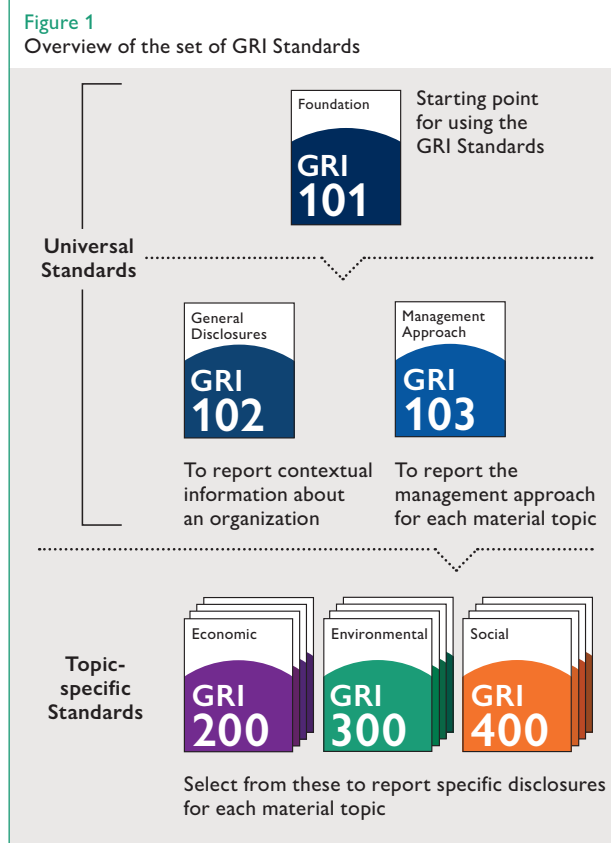 Figure 1
Overview of the set of GRI Standards
Foundation
GRI
101
Starting point
for using the
GRI Standards
Universal
Standards
General
Disclosures
GRI
102
To report contextual
information about
an organization
Management
Approach
GRI
103
To report the
management approach
for each material topic
Topic-
specific
Standards
Economic
GRI
200
Environmental
GRI
300
Social
GRI
400
Select from these to report specific disclosures
for each material topic